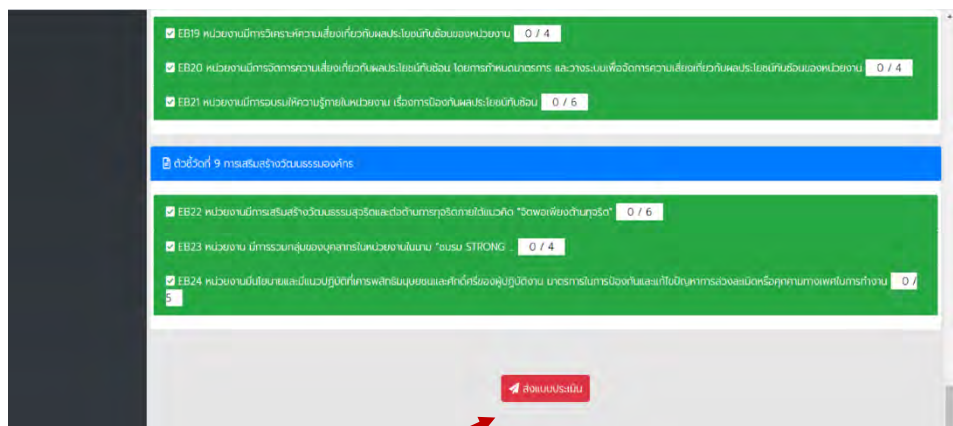 EB19 หน่วยงานมีการวิเคราะห์ความเสี่ยงเกี่ยวกับผลประโยชน์ทับซ้อนของหน่วยงาน 0 / 4
EB20 หน่วยงานมีการจัดการความเสี่ยงเกี่ยวกับผลประโยชน์ทับซ้อน โดยการกำหนดมาตรการ และวางระบบเพื่อจัดการความเสี่ยงเกี่ยวกับผลประโยชน์ทับซ้อนของหน่วยงาน 0 / 4
EB21 หน่วยงานมีการอบรมให้ความรู้ภายในหน่วยงาน เรื่องการป้องกันผลประโยชน์ทับซ้อน 0 / 6
ตัวชี้วัดที่ 9 การเสริมสร้างวัฒนธรรมองค์กร
EB22 หน่วยงานมีการเสริมสร้างวัฒนธรรมสุจริตและต่อต้านการทุจริตภายใต้แนวคิด "จิตพอเพียงต้านทุจริต" 0 / 6
EB23 หน่วยงาน มีการรวมกลุ่มของบุคลากรในหน่วยงานในนาม "ชมรม STRONG .. 0 / 4
EB24 หน่วยงานมีนโยบายและมีแนวปฏิบัติที่เคารพสิทธิมนุษยชนและศักดิ์ศรีของผู้ปฏิบัติงาน มาตรการในการป้องกันและแก้ไขปัญหาการล่วงละเมิดหรือคุกคามทางเพศในการทำงาน 0 /
5
ส่งแบบประเมิน